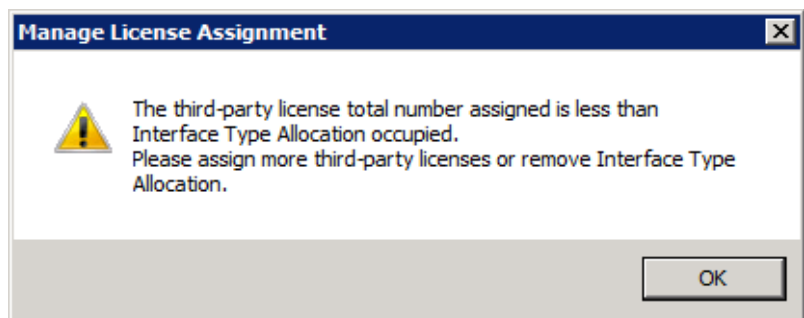 Manage License Assignment
The third-party license total number assigned is less than
Interface Type Allocation occupied.
Please assign more third-party licenses or remove Interface Type
Allocation.
OK